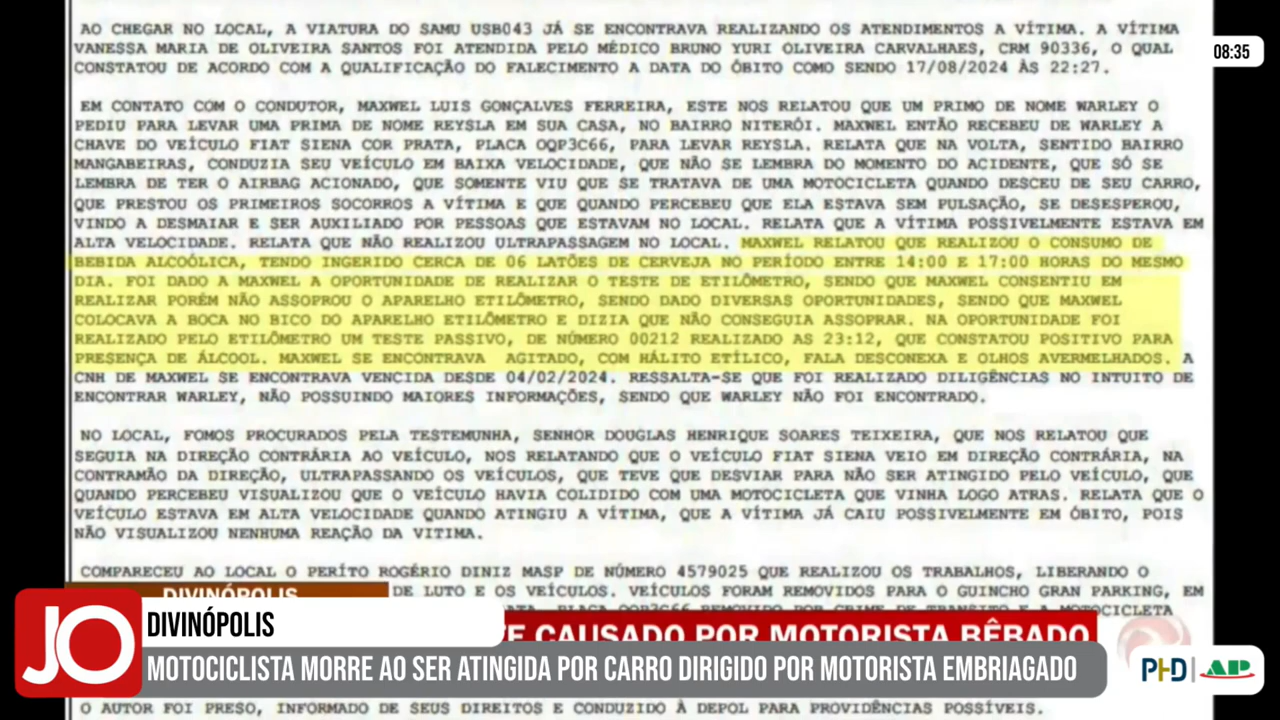 AO CHEGAR NO LOCAL, A VIATURA DO SAMU USB043 JÁ SE ENCONTRAVA REALIZANDO OS ATENDIMENTOS A VÍTIMA. A VÍTIMA
VANESSA MARIA DE OLIVEIRA SANTOS FOI ATENDIDA PELO MÉDICO BRUNO YURI OLIVEIRA CARVALHAES, CRM 90336, O QUAL
CONSTATOU DE ACORDO COM A QUALIFICAÇÃO DO FALECIMENTO A DATA DO ÓBITO COMO SENDO 17/08/2024 ÀS 22:27.
08:35
EM CONTATO COM O CONDUTOR, MAXWEL LUIS GONÇALVES FERREIRA, ESTE NOS RELATOU QUE UM PRIMO DE NOME WARLEY O
PEDIU PARA LEVAR UMA PRIMA DE NOME REYSLA EM SUA CASA, NO BAIRRO NITERÓI. MAXWEL ENTÃO RECEBEU DE WARLEY A
CHAVE DO VEÍCULO FIAT SIENA COR PRATA, PLACA OQP3C66, PARA LEVAR REYSLA. RELATA QUE NA VOLTA, SENTIDO BAIRRO
MANGABEIRAS, CONDUZIA SEU VEÍCULO EM BAIXA VELOCIDADE, QUE NÃO SE LEMBRA DO MOMENTO DO ACIDENTE, QUE SÓ SE
LEMBRA DE TER O AIRBAG ACIONADO, QUE SOMENTE VIU QUE SE TRATAVA DE UMA MOTOCICLETA QUANDO DESCEU DE SEU CARRO,
QUE PRESTOU OS PRIMEIROS SOCORROS A VÍTIMA E QUE QUANDO PERCEBEU QUE ELA ESTAVA SEM PULSAÇÃO, SE DESESPEROU,
VINDO A DESMAIAR E SER AUXILIADO POR PESSOAS QUE ESTAVAM NO LOCAL. RELATA QUE A VÍTIMA POSSIVELMENTE ESTAVA EM
ALTA VELOCIDADE. RELATA QUE NÃO REALIZOU ULTRAPASSAGEM NO LOCAL. MAXWEL RELATOU QUE REALIZOU O CONSUMO DE
BEBIDA ALCOÓLICA, TENDO INGERIDO CERCA DE 06 LATÕES DE CERVEJA NO PERÍODO ENTRE 14:00 E 17:00 HORAS DO MESMO
DIA. FOI DADO A MAXWEL A OPORTUNIDADE DE REALIZAR O TESTE DE ETILÔMETRO, SENDO QUE MAXWEL CONSENTIU EM
REALIZAR PORÉM NÃO ASSOPROU O APARELHO ETILÔMETRO, SENDO DADO DIVERSAS OPORTUNIDADES, SENDO QUE MAXWEL
COLOCAVA A BOCA NO BICO DO APARELHO ETILÔMETRO E DIZIA QUE NÃO CONSEGUIA ASSOPRAR. NA OPORTUNIDADE FOI
REALIZADO PELO ETILÔMETRO UM TESTE PASSIVO, DE NÚMERO 00212 REALIZADO AS 23:12, QUE CONSTATOU POSITIVO PARA
PRESENÇA DE ÁLCOOL. MAXWEL SE ENCONTRAVA AGITADO, COM HÁLITO ETÍLICO, FALA DESCONEXA E OLHOS AVERMELHADOS. A
CNH DE MAXWEL SE ENCONTRAVA VENCIDA DESDE 04/02/2024. RESSALTA-SE QUE FOI REALIZADO DILIGÊNCIAS NO INTUITO DE
ENCONTRAR WARLEY, NÃO POSSUINDO MAIORES INFORMAÇÕES, SENDO QUE WARLEY NÃO FOI ENCONTRADO.
NO LOCAL, FOMOS PROCURADOS PELA TESTEMUNHA, SENHOR DOUGLAS HENRIQUE SOARES TEIXEIRA, QUE NOS RELATOU QUE
SEGUIA NA DIREÇÃO CONTRÁRIA AO VEÍCULO, NOS RELATANDO QUE O VEÍCULO FIAT SIENA VEIO EM DIREÇÃO CONTRÁRIA, NA
CONTRAMÃO DA DIREÇÃO, ULTRAPASSANDO OS VEÍCULOS, QUE TEVE QUE DESVIAR PARA NÃO SER ATINGIDO PELO VEÍCULO, QUE
QUANDO PERCEBEU VISUALIZOU QUE O VEÍCULO HAVIA COLIDIDO COM UMA MOTOCICLETA QUE VINHA LOGO ATRAS. RELATA QUE O
VEÍCULO ESTAVA EM ALTA VELOCIDADE QUANDO ATINGIU A VÍTIMA, QUE A VÍTIMA JÁ CAIU POSSIVELMENTE EM ÓBITO, POIS
NÃO VISUALIZOU NENHUMA REAÇÃO DA VITIMA.
COMPARECEU AO LOCAL O PERÍTO ROGÉRIO DINIZ MASP DE NÚMERO 4579025 QUE REALIZOU OS TRABALHOS, LIBERANDO O
DIVINÓPOLIS
DE LUTO E OS VEÍCULOS. VEÍCULOS FORAM REMOVIDOS PARA O GUINCHO GRAN PARKING, EM
PLACA OQP3C66 REMOVIDO POR CRIME DE TRÂNSITO E A MOTOCICLETA
CAUSADO POR MOTORISTA BÊBADO
JO
DIVINÓPOLIS
MOTOCICLISTA MORRE AO SER ATINGIDA POR CARRO DIRIGIDO POR MOTORISTA EMBRIAGADO
PHD | AP
O AUTOR FOI PRESO, INFORMADO DE SEUS DIREITOS E CONDUZIDO À DEPOL PARA PROVIDÊNCIAS POSSÍVEIS.